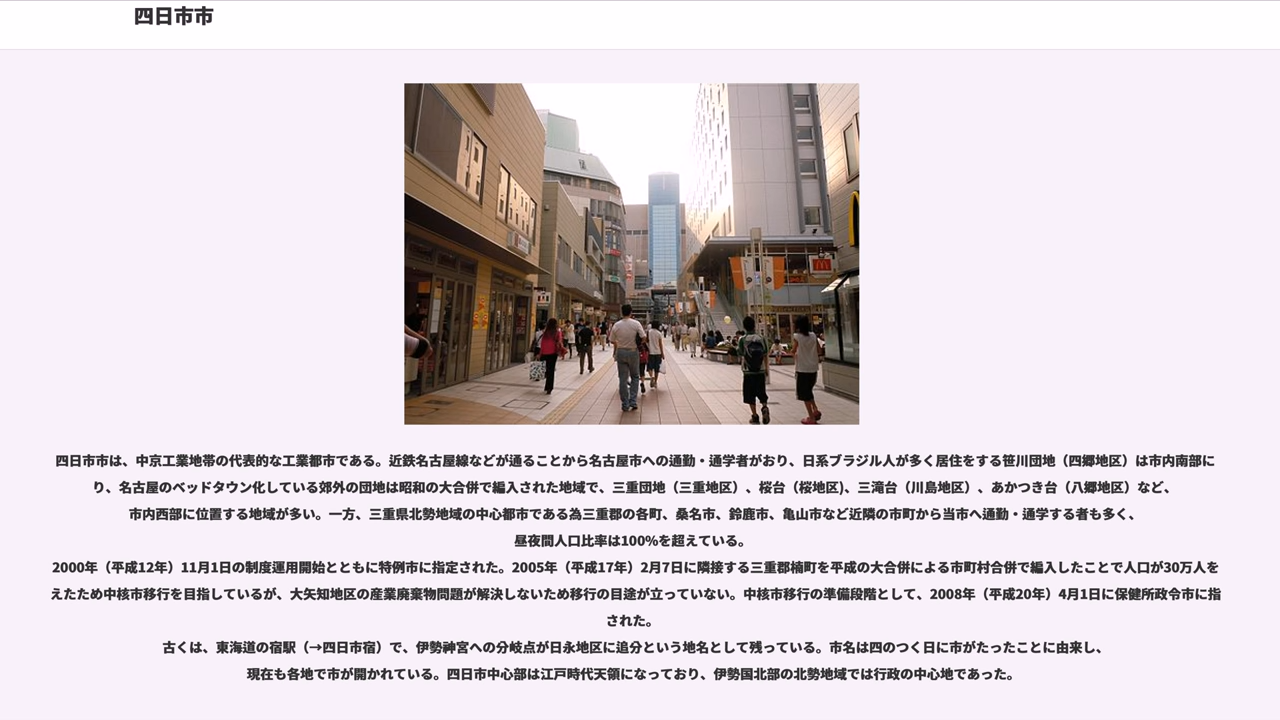 四日市市
四日市市は、中京工業地帯の代表的な工業都市である。近鉄名古屋線などが通ることから名古屋市への通勤・通学者がおり、日系ブラジル人が多く居住をする笹川団地（四郷地区）は市内南部に
り、名古屋のベッドタウン化している郊外の団地は昭和の大合併で編入された地域で、三重団地（三重地区）、桜台（桜地区)、三滝台（川島地区）、あかつき台（八郷地区）など、
市内西部に位置する地域が多い。一方、三重県北勢地域の中心都市である為三重郡の各町、桑名市、鈴鹿市、亀山市など近隣の市町から当市へ通勤・通学する者も多く、
昼夜間人口比率は100%を超えている。
2000年（平成12年）11月1日の制度運用開始とともに特例市に指定された。2005年（平成17年）2月7日に隣接する三重郡楠町を平成の大合併による市町村合併で編入したことで人口が30万人を
えたため中核市移行を目指しているが、大矢知地区の産業廃棄物問題が解決しないため移行の目途が立っていない。中核市移行の準備段階として、2008年（平成20年）4月1日に保健所政令市に指
された。
古くは、東海道の宿駅（→四日市宿）で、伊勢神宮への分岐点が日永地区に追分という地名として残っている。市名は四のつく日に市がたったことに由来し、
現在も各地で市が開かれている。四日市中心部は江戸時代天領になっており、伊勢国北部の北勢地域では行政の中心地であった。